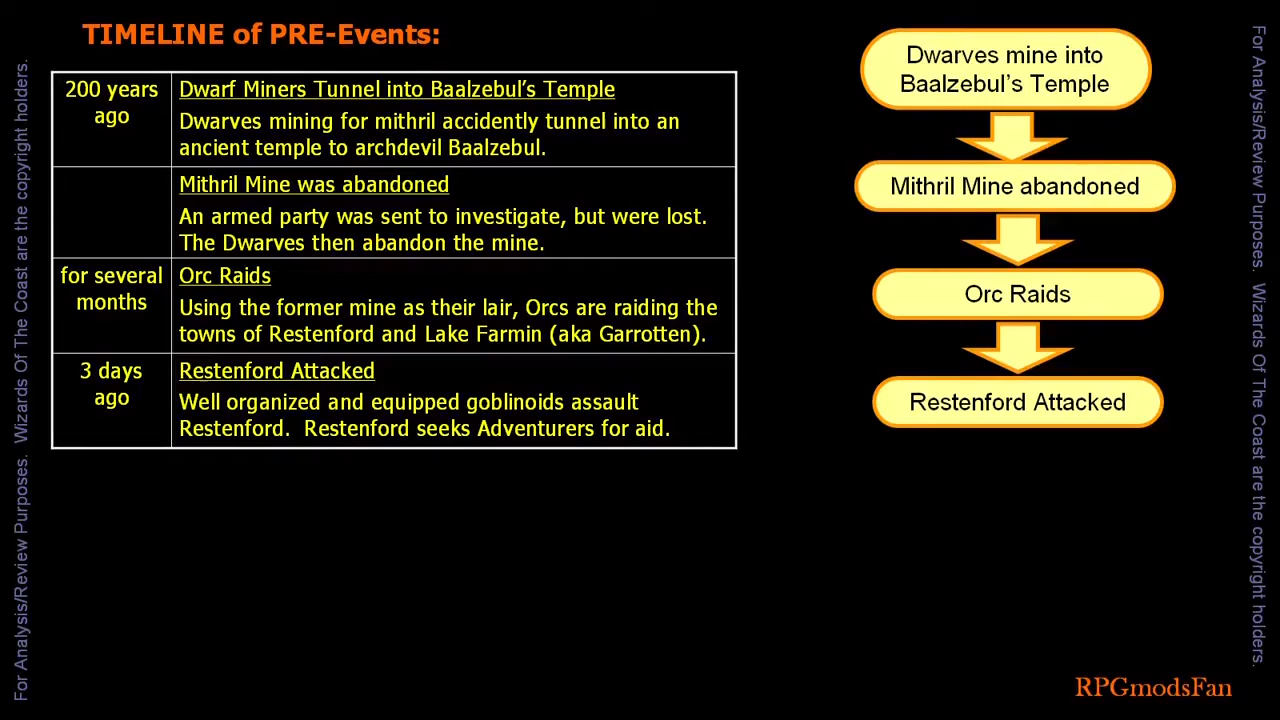 TIMELINE of PRE-Events:
200 years
ago
Dwarf Miners Tunnel into Baalzebul's Temple
Dwarves mining for mithril accidently tunnel into an
ancient temple to archdevil Baalzebul.
Mithril Mine was abandoned
An armed party was sent to investigate, but were lost.
The Dwarves then abandon the mine.
for several
months
Orc Raids
Using the former mine as their lair, Orcs are raiding the
towns of Restenford and Lake Farmin (aka Garrotten).
3 days
ago
Restenford Attacked
Well organized and equipped goblinoids assault
Restenford. Restenford seeks Adventurers for aid.
Dwarves mine into
Baalzebul's Temple
Mithril Mine abandoned
Orc Raids
Restenford Attacked
For Analysis/Review Purposes. Wizards Of The Coast are the copyright holders.
For Analysis/Review Purposes. Wizards Of The Coast are the copyright holders.
RPGmodsFan